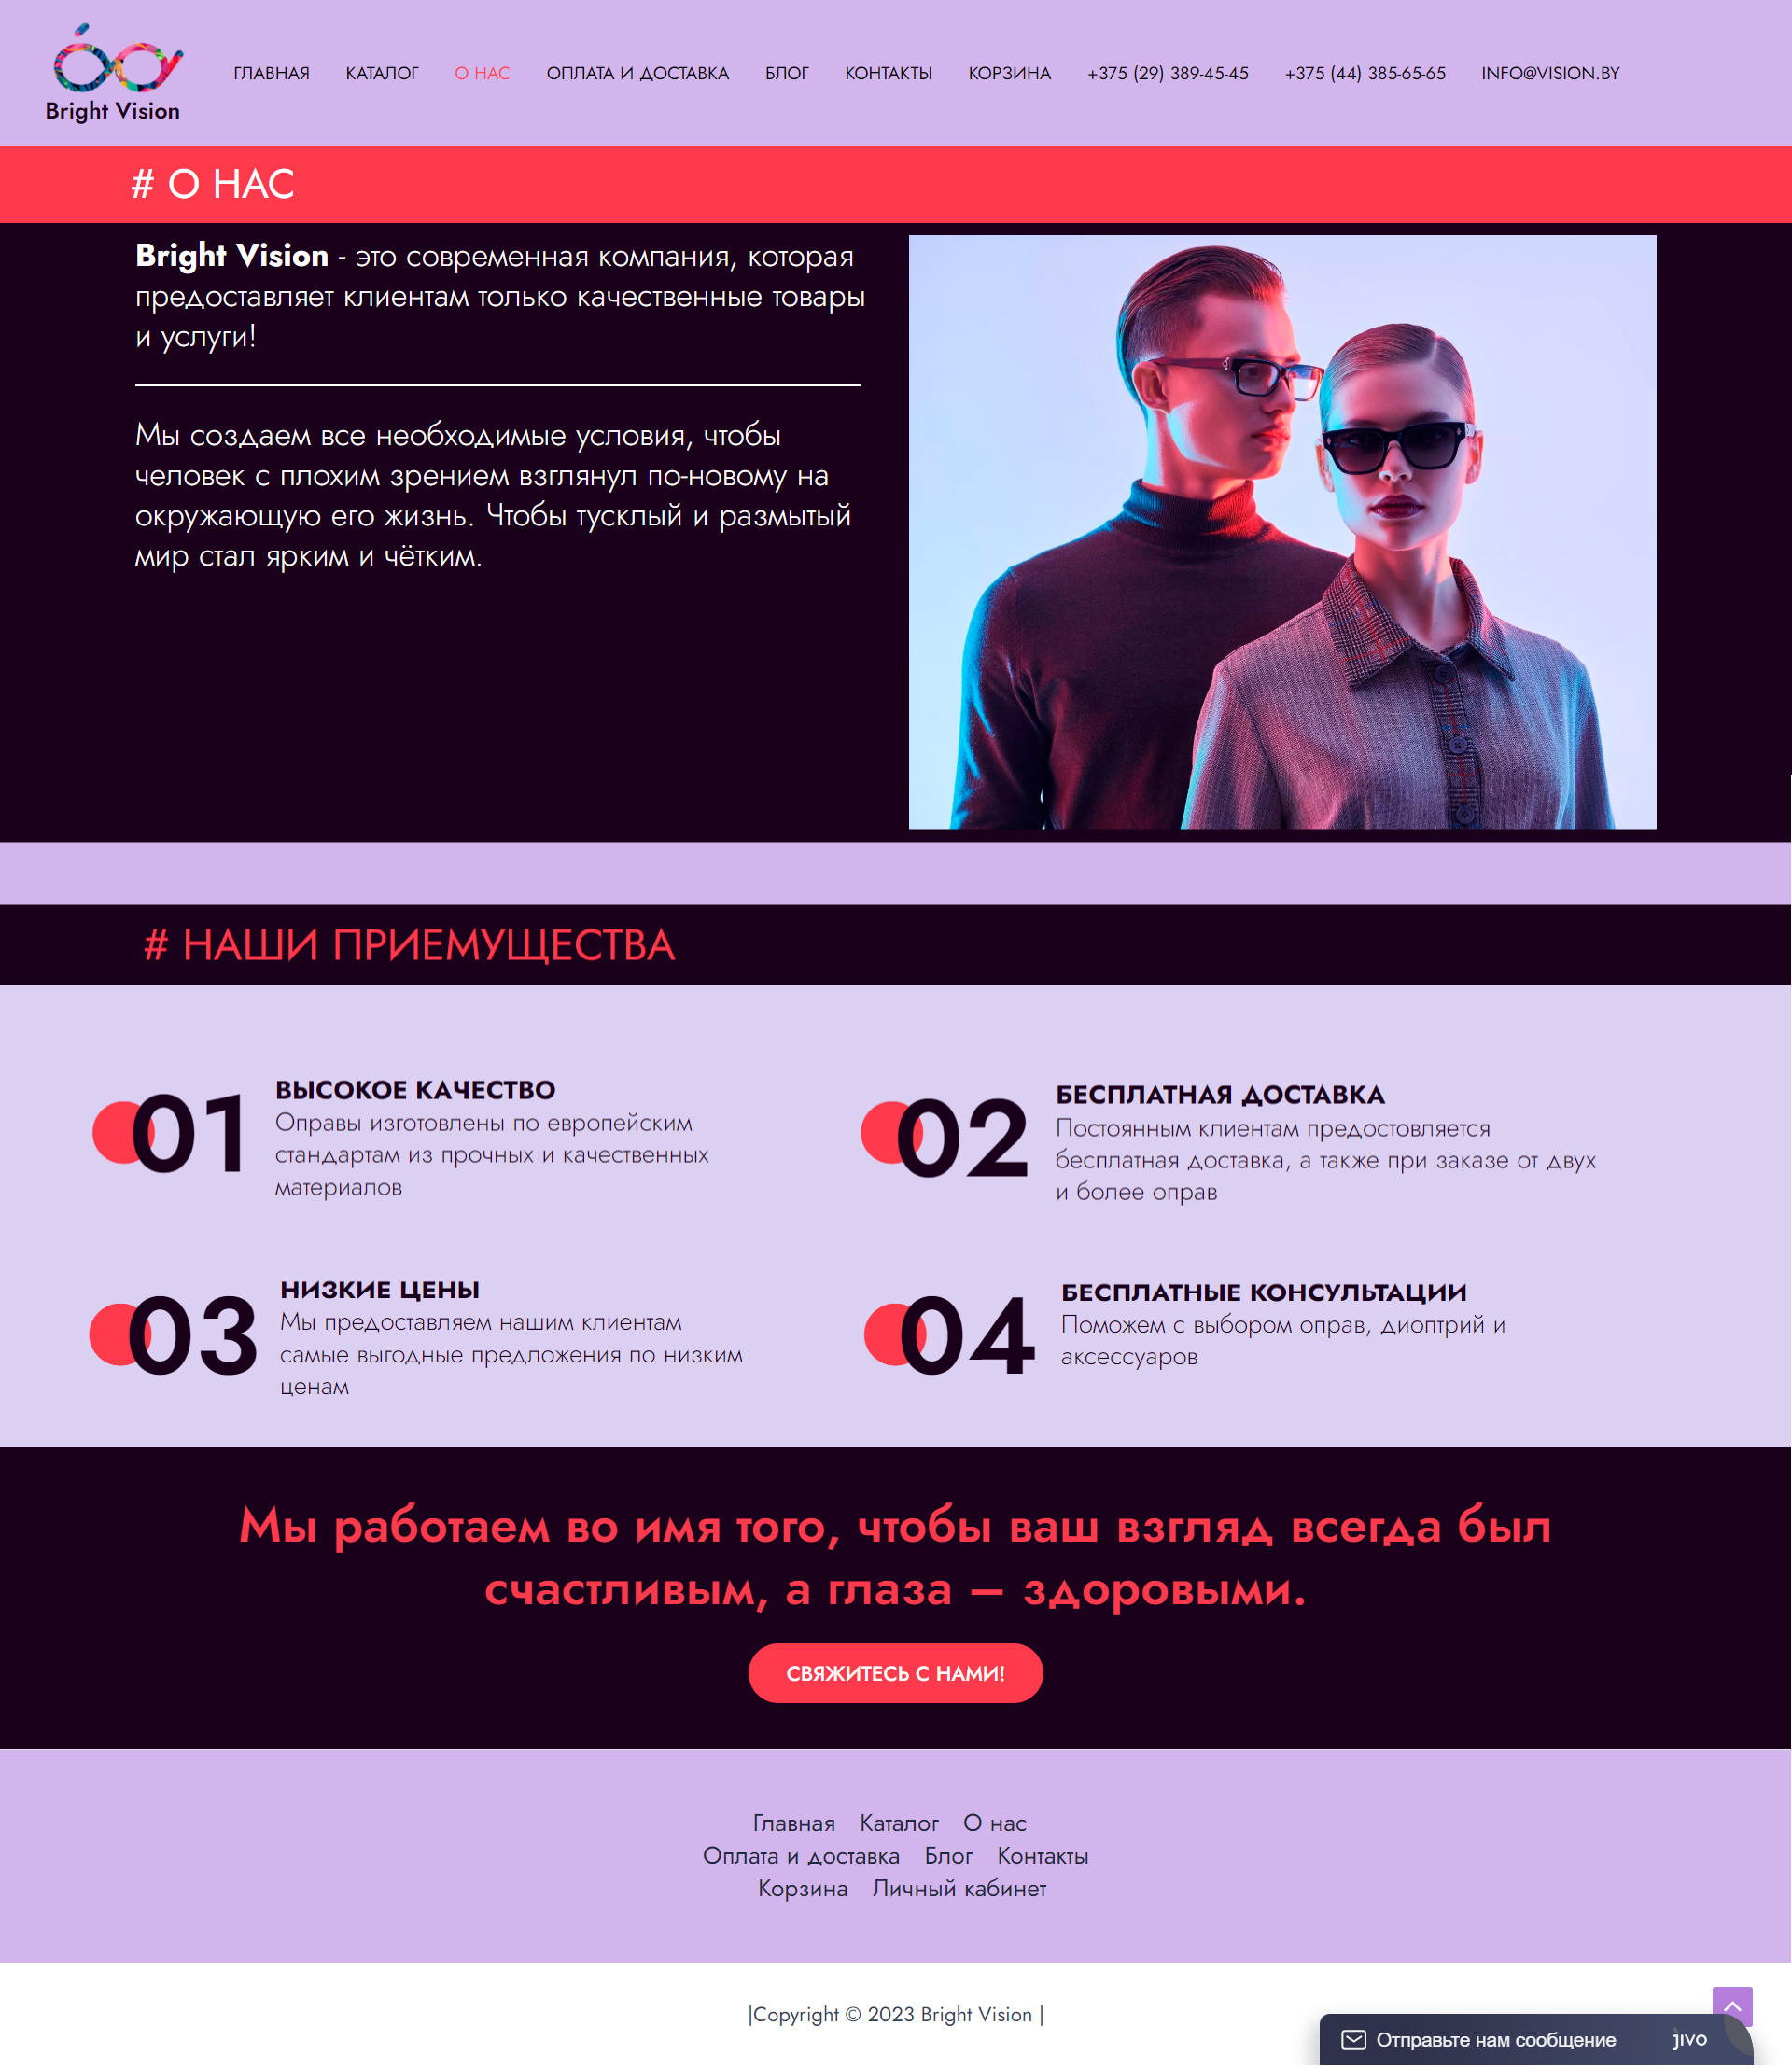 Bright Vision
ГЛАВНАЯ КАТАЛОГ О НАС ОПЛАТА И ДОСТАВКА БЛОГ КОНТАКТЫ КОРЗИНА +375 (29) 389-45-45 +375 (44) 385-65-65 INFO@VISION.BY
# О НАС
Bright Vision - это современная компания, которая
предоставляет клиентам только качественные товары
и услуги!
Мы создаем все необходимые условия, чтобы
человек с плохим зрением взглянул по-новому на
окружающую его жизнь. Чтобы тусклый и размытый
мир стал ярким и чётким.
# НАШИ ПРИЕМУЩЕСТВА
01
ВЫСОКОЕ КАЧЕСТВО
Оправы изготовлены по европейским
стандартам из прочных и качественных
материалов
02
БЕСПЛАТНАЯ ДОСТАВКА
Постоянным клиентам предостовляется
бесплатная доставка, а также при заказе от двух
и более оправ
03
НИЗКИЕ ЦЕНЫ
Мы предоставляем нашим клиентам
самые выгодные предложения по низким
ценам
04
БЕСПЛАТНЫЕ КОНСУЛЬТАЦИИ
Поможем с выбором оправ, диоптрий и
аксессуаров
Мы работаем во имя того, чтобы ваш взгляд всегда был
счастливым, а глаза – здоровыми.
СВЯЖИТЕСЬ С НАМИ!
Главная Каталог О нас
Оплата и доставка Блог Контакты
Корзина Личный кабинет
|Copyright © 2023 Bright Vision |
Отправьте нам сообщение jivo